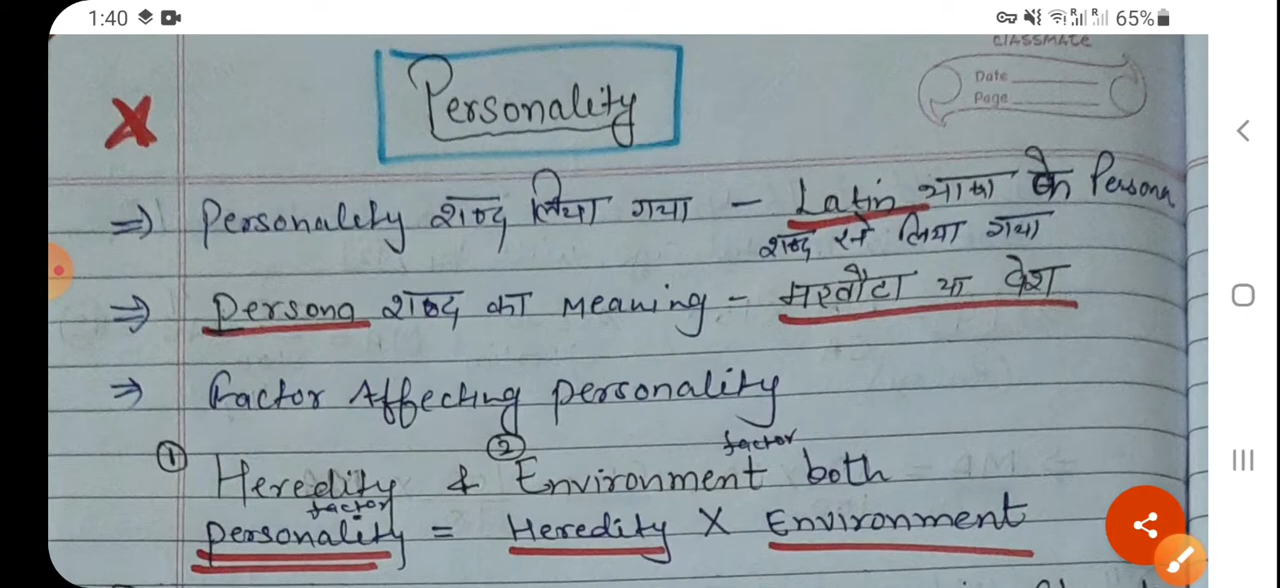 1:40 65%
CLASSMATE
Date
Page
Personality
X
⇒ Personality शब्द लिया गया - Latin भाषा के Persona
शब्द से लिया गया
⇒ Persona शब्द का Meaning - मखौटा या वेश
⇒ Factor Affecting personality
① Heredity factor & ② Environment factor both
personality = Heredity X Environment